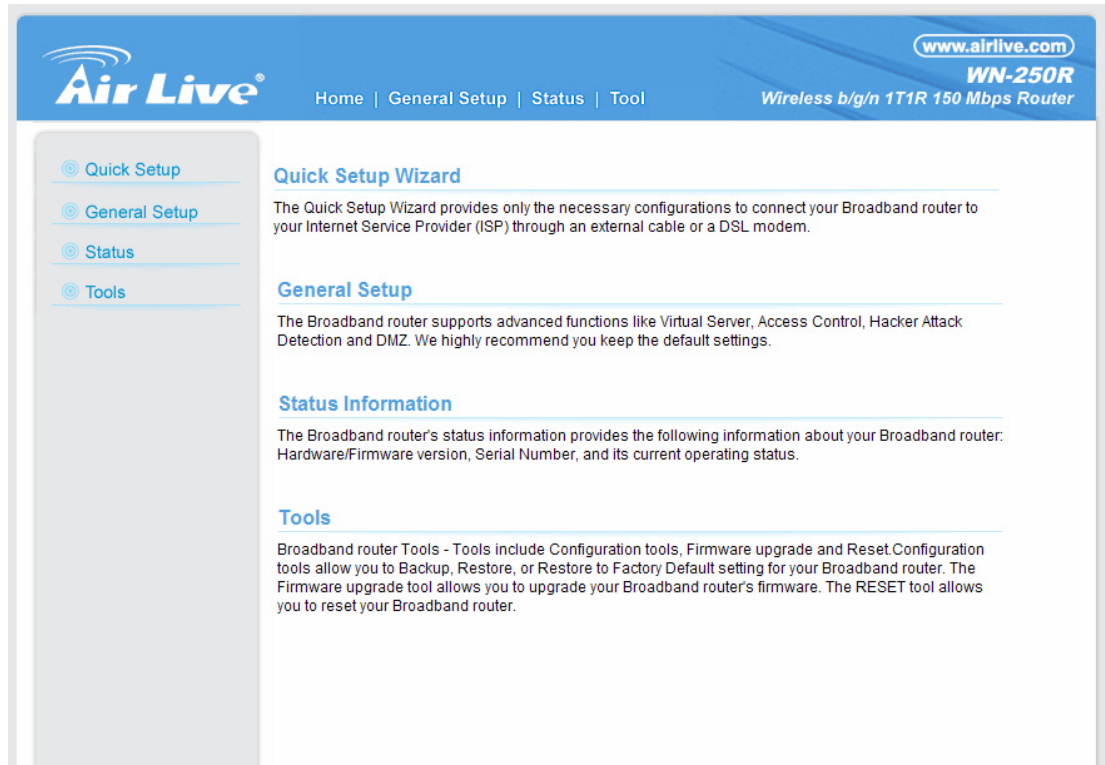 Air Live®
Home | General Setup | Status | Tool
www.airlive.com
WN-250R
Wireless b/g/n 1T1R 150 Mbps Router
Quick Setup
General Setup
Status
Tools
Quick Setup Wizard
The Quick Setup Wizard provides only the necessary configurations to connect your Broadband router to
your Internet Service Provider (ISP) through an external cable or a DSL modem.
General Setup
The Broadband router supports advanced functions like Virtual Server, Access Control, Hacker Attack
Detection and DMZ. We highly recommend you keep the default settings.
Status Information
The Broadband router's status information provides the following information about your Broadband router:
Hardware/Firmware version, Serial Number, and its current operating status.
Tools
Broadband router Tools - Tools include Configuration tools, Firmware upgrade and Reset.Configuration
tools allow you to Backup, Restore, or Restore to Factory Default setting for your Broadband router. The
Firmware upgrade tool allows you to upgrade your Broadband router's firmware. The RESET tool allows
you to reset your Broadband router.